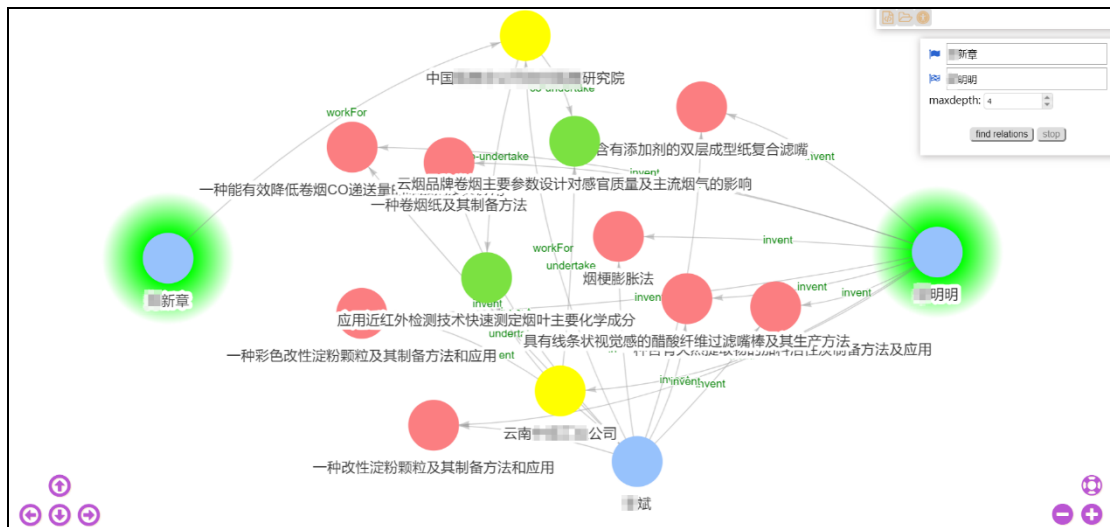 新章
明明
maxdepth: 4
find relations stop
中国 研究院
co-undertake
workFor
含有添加剂的双层成型纸复合滤嘴
invent
o-undertake
云烟品牌卷烟主要参数设计对感官质量及主流烟气的影响
一种能有效降低卷烟CO递送量
invent
一种卷烟纸及其制备方法
workFor
invent
undertake
烟梗膨胀法
新章
明明
invent
invent
invent
invent
应用近红外检测技术快速测定烟叶主要化学成分
具有线条状视觉感的醋酸纤维过滤嘴棒及其生产方法
一种彩色改性淀粉颗粒及其制备方法和应用
invent
invent
invent
云南 公司
一种改性淀粉颗粒及其制备方法和应用
斌